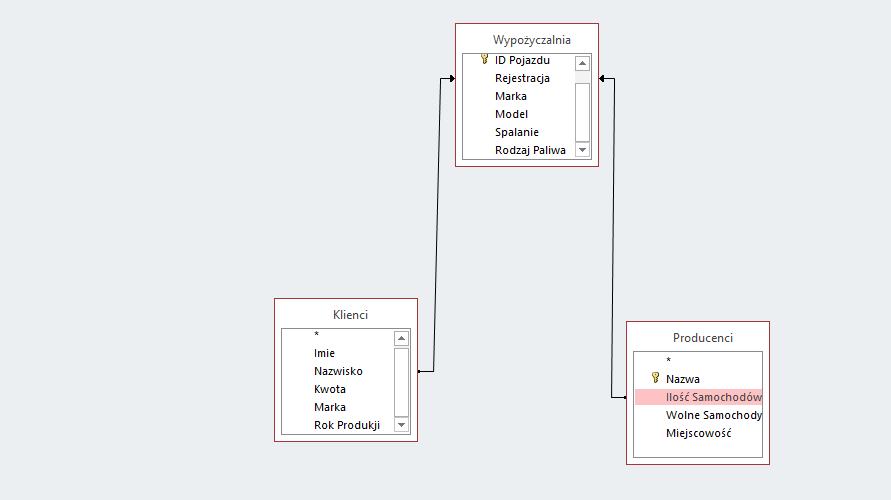 Wypożyczalnia
ID Pojazdu
Rejestracja
Marka
Model
Spalanie
Rodzaj Paliwa
Klienci
*
Imie
Nazwisko
Kwota
Marka
Rok Produkji
Producenci
*
Nazwa
Ilość Samochodów
Wolne Samochody
Miejscowość